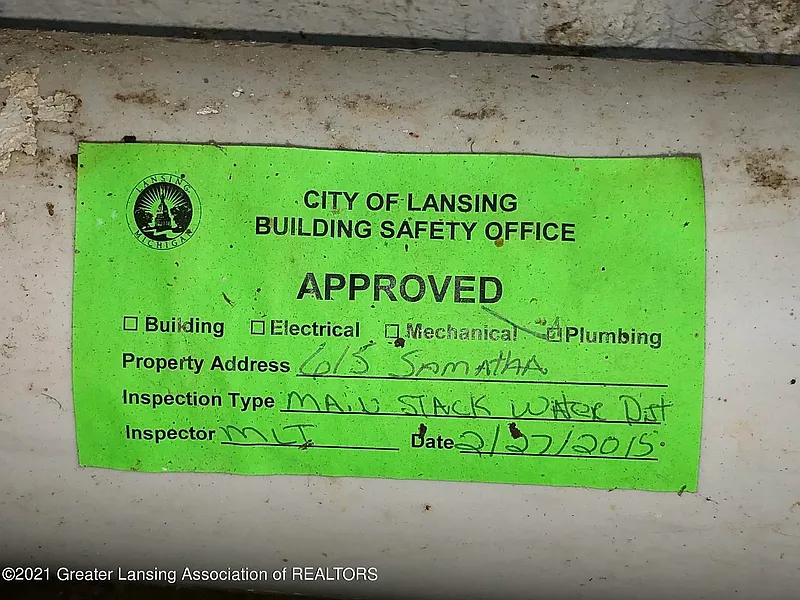 LANSING
MICHIGAN
CITY OF LANSING
BUILDING SAFETY OFFICE
APPROVED
☐ Building ☐ Electrical ☐ Mechanical ☑ Plumbing
Property Address 615 SAMATHA
Inspection Type MAIN STACK WATER Dist
Inspector MLT Date 2/27/2015
©2021 Greater Lansing Association of REALTORS